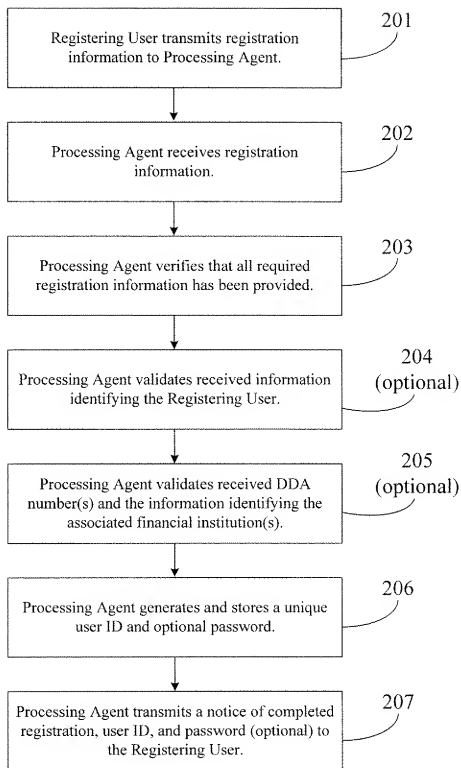 201
Registering User transmits registration
information to Processing Agent.
202
Processing Agent receives registration
information.
203
Processing Agent verifies that all required
registration information has been provided.
204
(optional)
Processing Agent validates received information
identifying the Registering User.
205
(optional)
Processing Agent validates received DDA
number(s) and the information identifying the
associated financial institution(s).
206
Processing Agent generates and stores a unique
user ID and optional password.
207
Processing Agent transmits a notice of completed
registration, user ID, and password (optional) to
the Registering User.